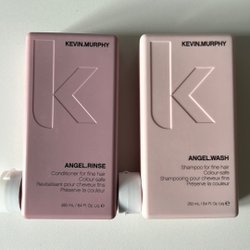 KEVIN.MURPHY
ANGEL.RINSE
Conditioner for fine hair
Colour-safe
Revitalisant pour cheveux fins
Préserve la couleur
KEVIN.MURPHY
ANGEL.WASH
Shampoo for fine hair
Colour-safe
Shampooing pour cheveux fins
Préserve la couleur